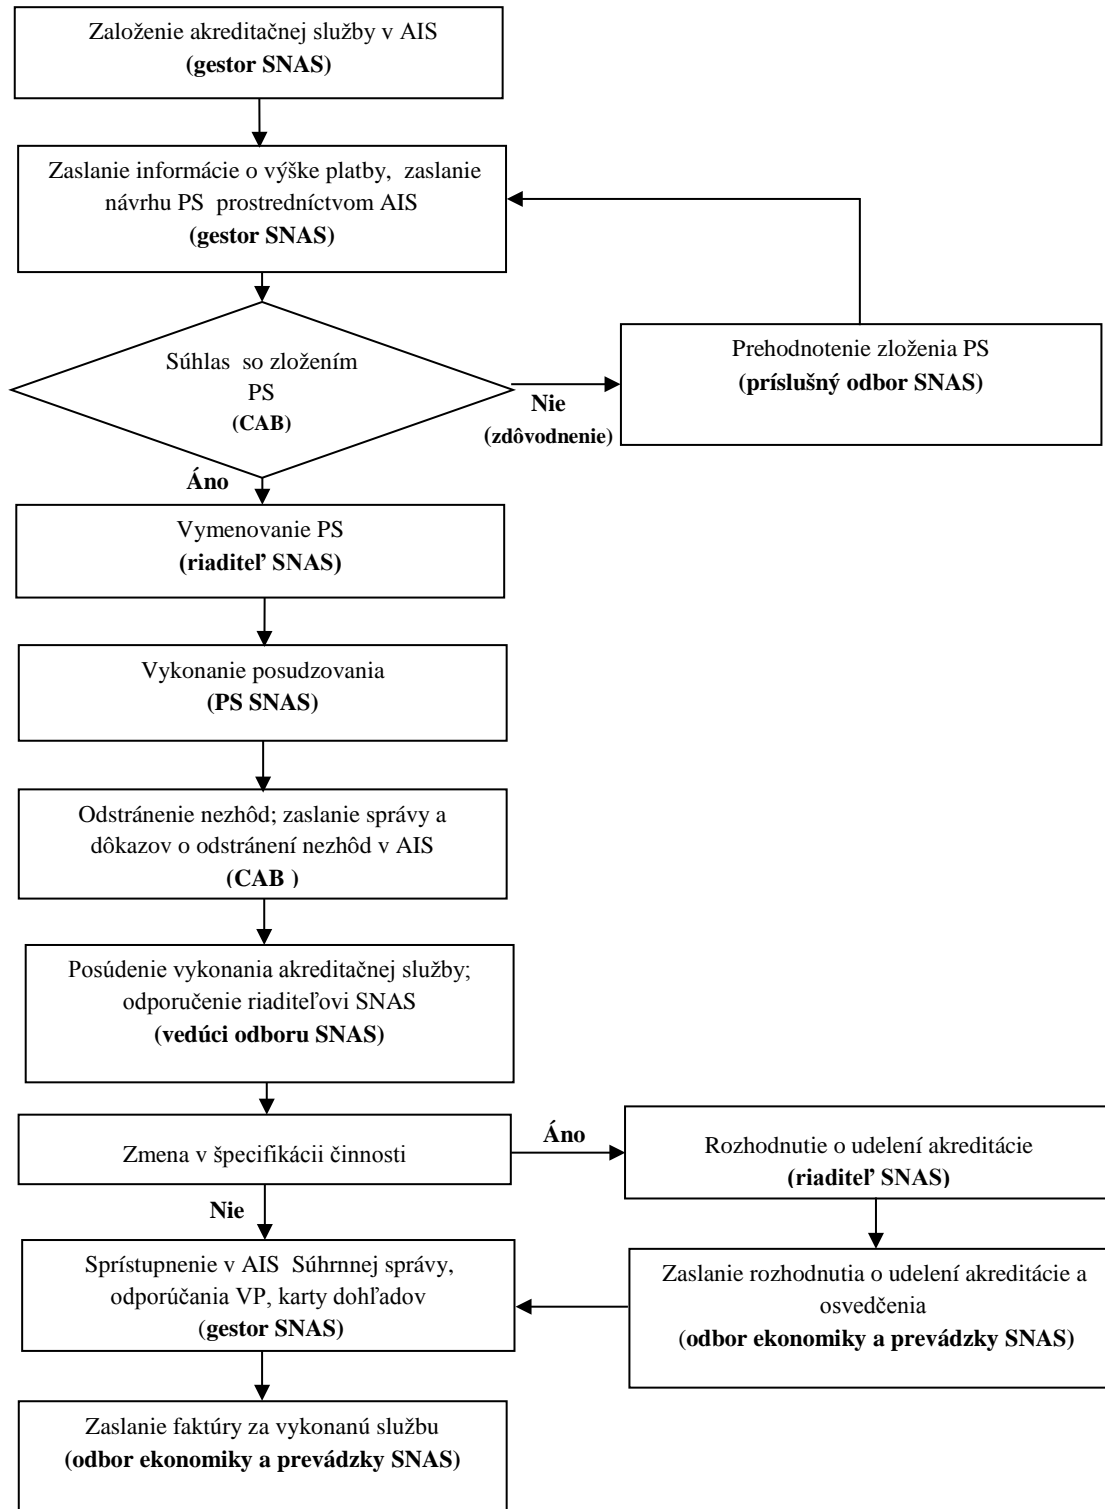 Založenie akreditačnej služby v AIS
(gestor SNAS)
Zaslanie informácie o výške platby, zaslanie
návrhu PS prostredníctvom AIS
(gestor SNAS)
Súhlas so zložením
PS
(CAB)
Nie
(zdôvodnenie)
Prehodnotenie zloženia PS
(príslušný odbor SNAS)
Áno
Vymenovanie PS
(riaditeľ SNAS)
Vykonanie posudzovania
(PS SNAS)
Odstránenie nezhôd; zaslanie správy a
dôkazov o odstránení nezhôd v AIS
(CAB )
Posúdenie vykonania akreditačnej služby;
odporučenie riaditeľovi SNAS
(vedúci odboru SNAS)
Zmena v špecifikácii činnosti
Áno
Rozhodnutie o udelení akreditácie
(riaditeľ SNAS)
Nie
Sprístupnenie v AIS Súhrnnej správy,
odporúčania VP, karty dohľadov
(gestor SNAS)
Zaslanie rozhodnutia o udelení akreditácie a
osvedčenia
(odbor ekonomiky a prevádzky SNAS)
Zaslanie faktúry za vykonanú službu
(odbor ekonomiky a prevádzky SNAS)